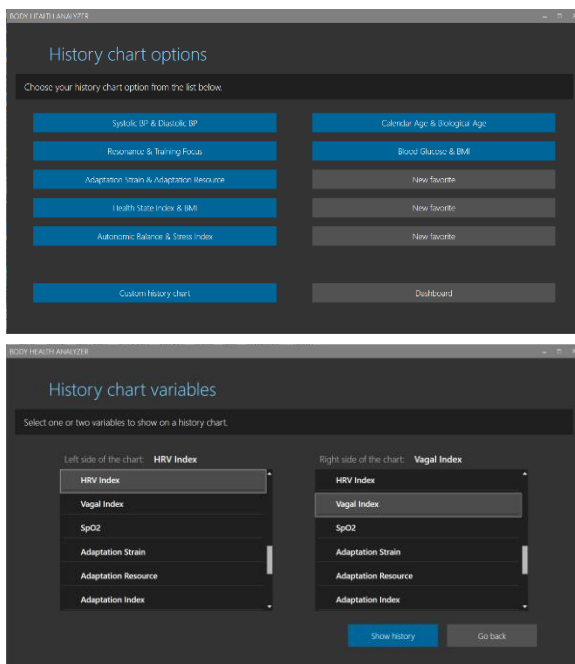 BODY HEALTH ANALYZER
History chart options
Choose your history chart option from the list below.
Systolic BP & Diastolic BP
Calendar Age & Biological Age
Resonance & Training Focus
Blood Glucose & BMI
Adaptation Strain & Adaptation Resource
New favorite
Health State Index & BMI
New favorite
Autonomic Balance & Stress Index
New favorite
Custom history chart
Dashboard
BODY HEALTH ANALYZER
History chart variables
Select one or two variables to show on a history chart.
Left side of the chart: HRV Index
Right side of the chart: Vagal Index
HRV Index
Vagal Index
SpO2
Adaptation Strain
Adaptation Resource
Adaptation Index
HRV Index
Vagal Index
SpO2
Adaptation Strain
Adaptation Resource
Adaptation Index
Show history
Go back